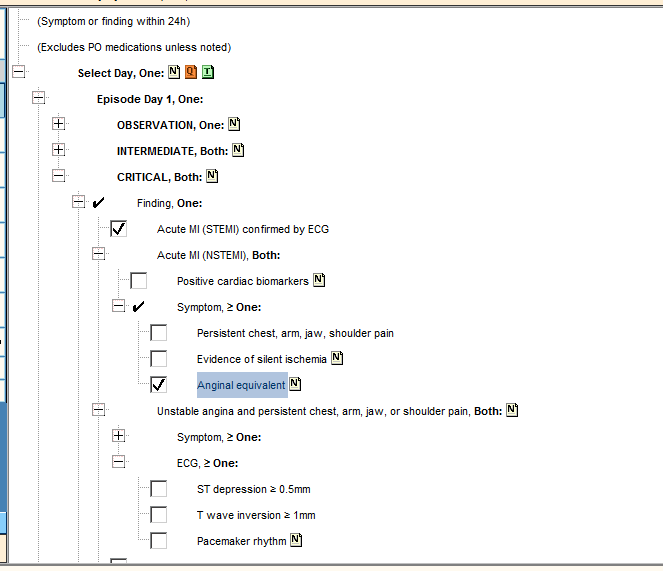 (Symptom or finding within 24h)
(Excludes PO medications unless noted)
Select Day, One: N Q T
Episode Day 1, One:
OBSERVATION, One: N
INTERMEDIATE, Both: N
CRITICAL, Both: N
Finding, One:
Acute MI (STEMI) confirmed by ECG
Acute MI (NSTEMI), Both:
Positive cardiac biomarkers N
Symptom, ≥ One:
Persistent chest, arm, jaw, shoulder pain
Evidence of silent ischemia N
Anginal equivalent N
Unstable angina and persistent chest, arm, jaw, or shoulder pain, Both: N
Symptom, ≥ One:
ECG, ≥ One:
ST depression ≥ 0.5mm
T wave inversion ≥ 1mm
Pacemaker rhythm N